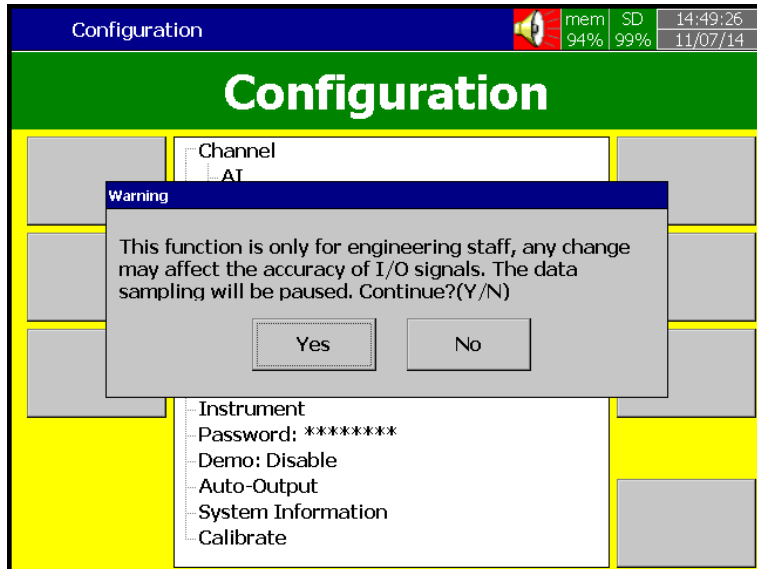 Configuration
mem SD 14:49:26
94% 99% 11/07/14
Configuration
Channel
AI
Warning
This function is only for engineering staff, any change
may affect the accuracy of I/O signals. The data
sampling will be paused. Continue?(Y/N)
Yes No
Instrument
Password: ********
Demo: Disable
Auto-Output
System Information
Calibrate